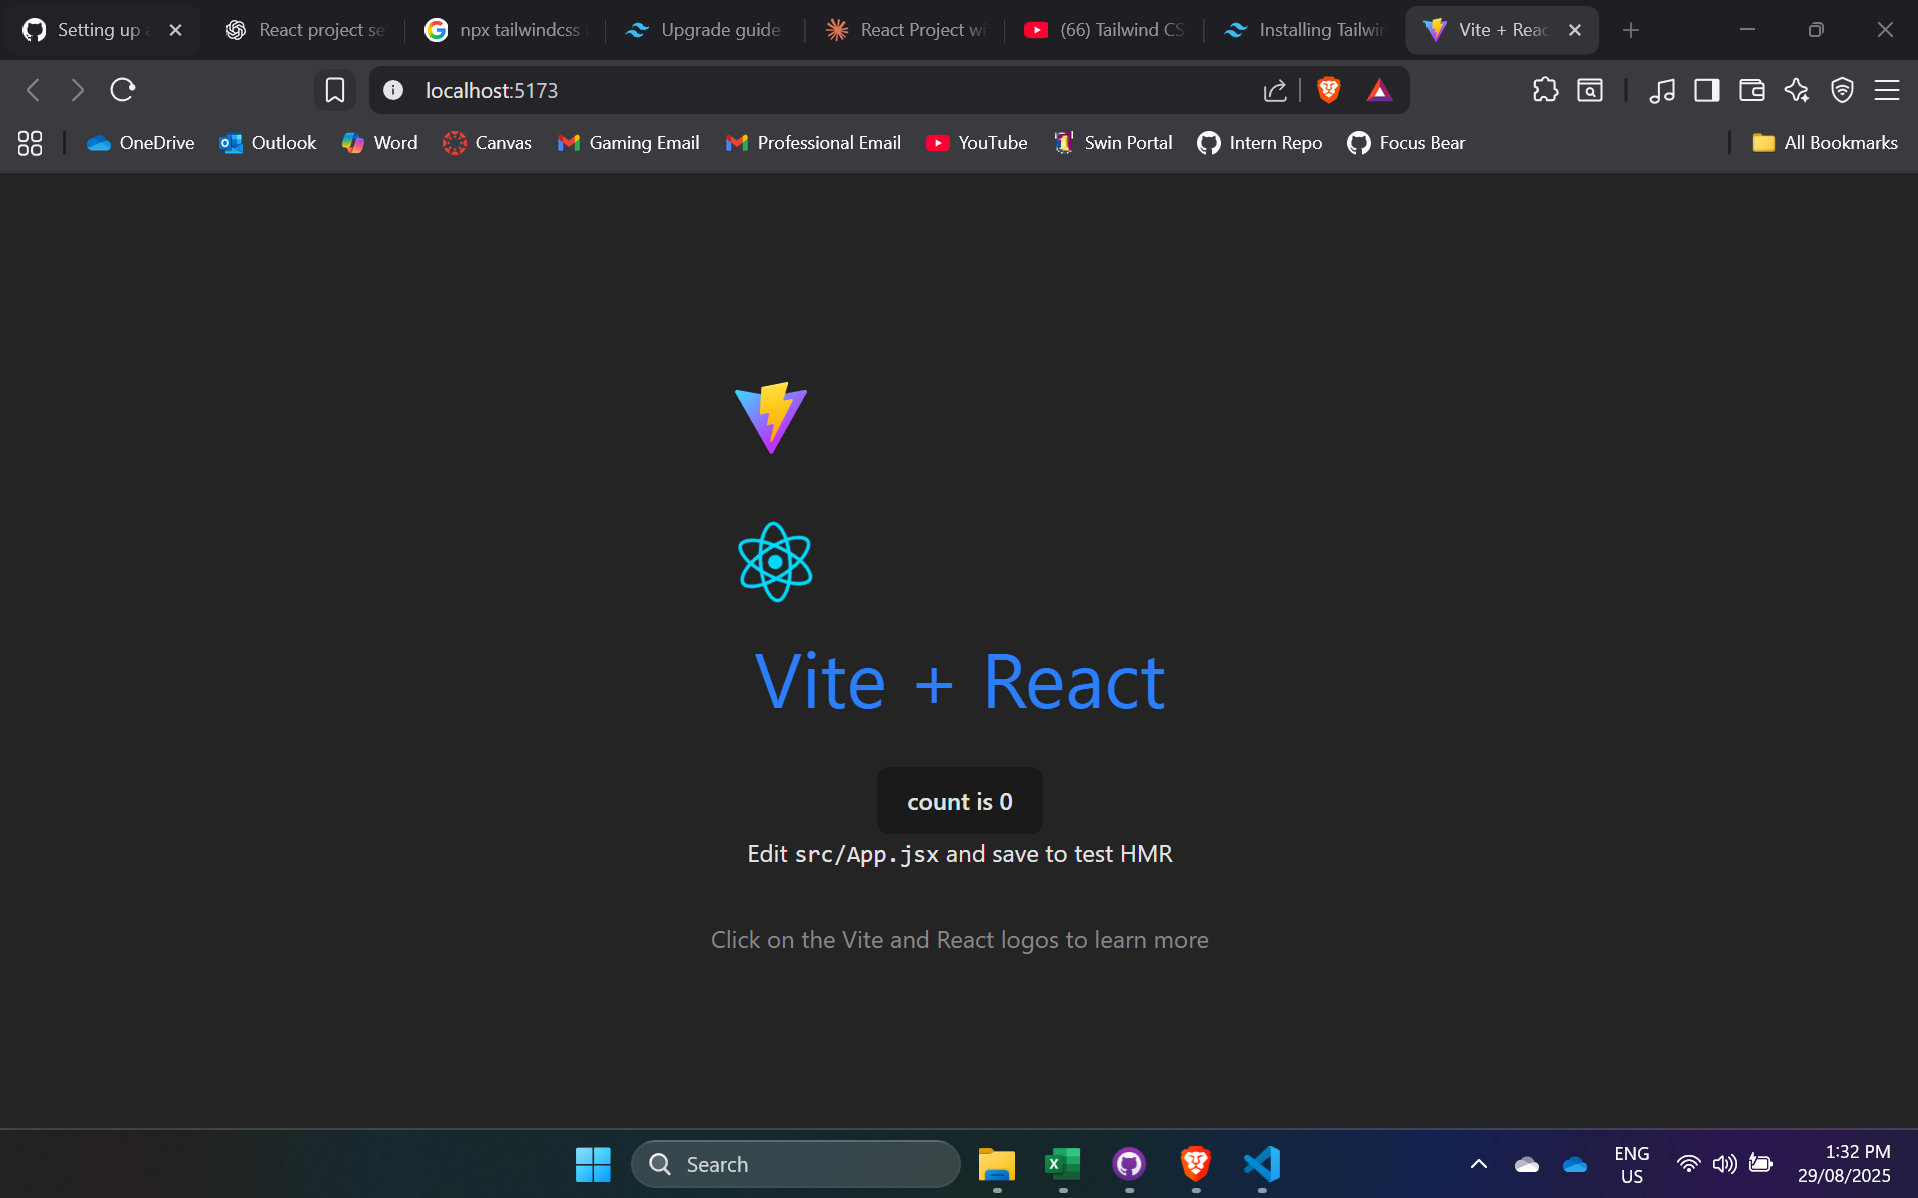 Setting up
React project se
npx tailwindcss
Upgrade guide
React Project wi
(66) Tailwind CS
Installing Tailwin
Vite + Reac
localhost:5173
OneDrive
Outlook
Word
Canvas
Gaming Email
Professional Email
YouTube
Swin Portal
Intern Repo
Focus Bear
All Bookmarks
Vite + React
count is 0
Edit src/App.jsx and save to test HMR
Click on the Vite and React logos to learn more
Search
ENG
US
1:32 PM
29/08/2025